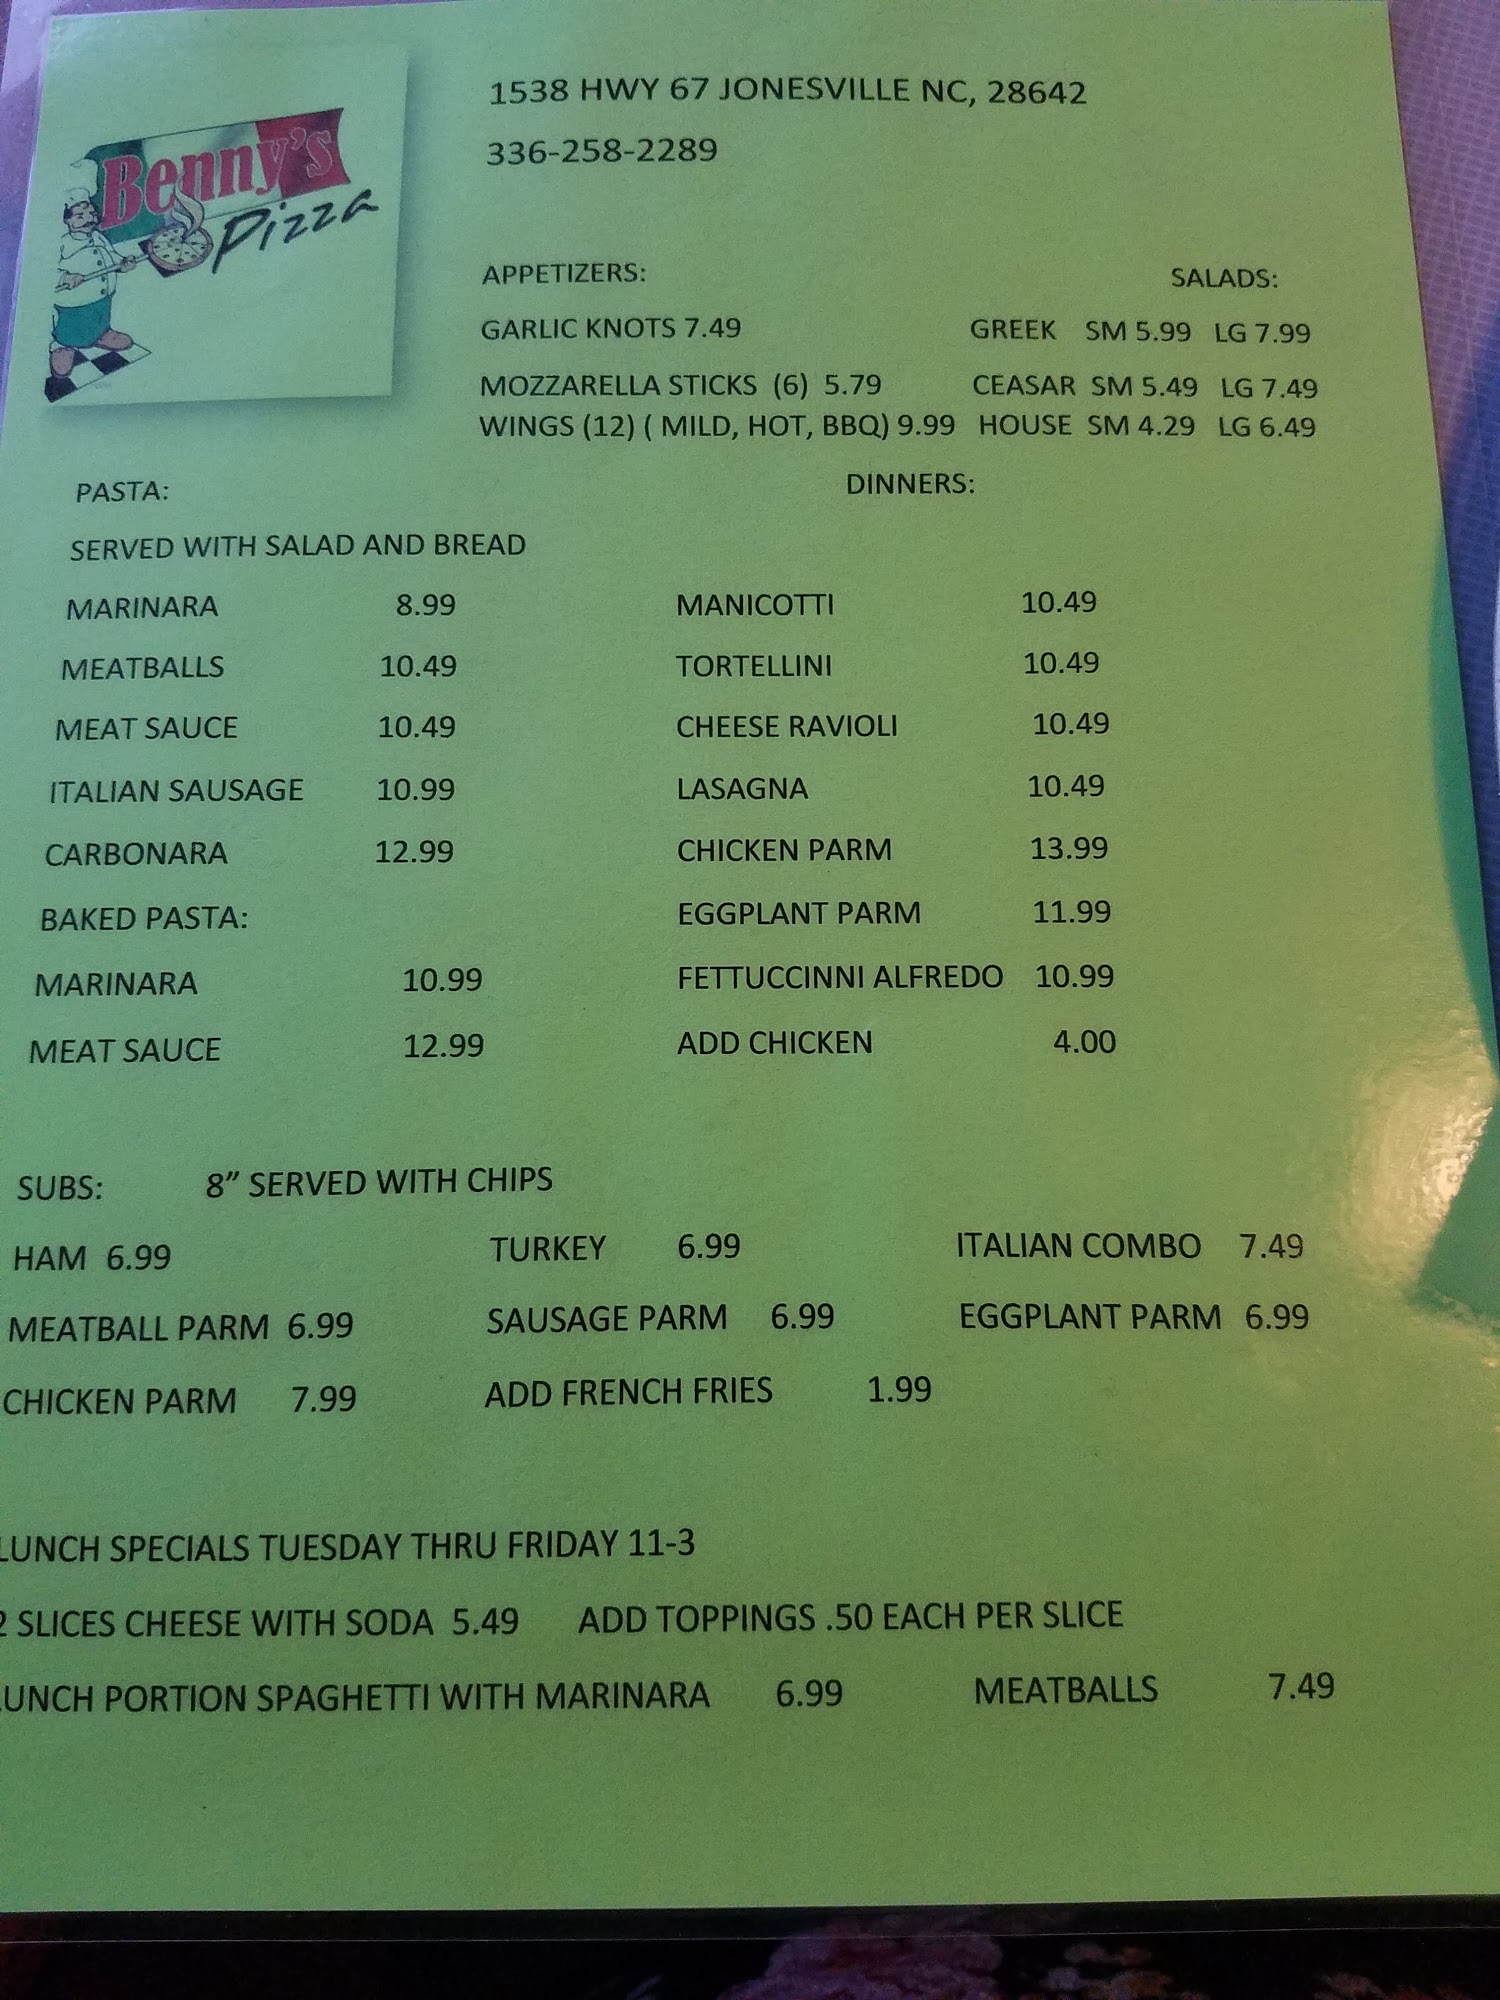 Benny's
Pizza
1538 HWY 67 JONESVILLE NC, 28642
336-258-2289
APPETIZERS: SALADS:
GARLIC KNOTS 7.49 GREEK SM 5.99 LG 7.99
MOZZARELLA STICKS (6) 5.79 CEASAR SM 5.49 LG 7.49
WINGS (12) ( MILD, HOT, BBQ) 9.99 HOUSE SM 4.29 LG 6.49
PASTA: DINNERS:
SERVED WITH SALAD AND BREAD
MARINARA 8.99 MANICOTTI 10.49
MEATBALLS 10.49 TORTELLINI 10.49
MEAT SAUCE 10.49 CHEESE RAVIOLI 10.49
ITALIAN SAUSAGE 10.99 LASAGNA 10.49
CARBONARA 12.99 CHICKEN PARM 13.99
BAKED PASTA: EGGPLANT PARM 11.99
MARINARA 10.99 FETTUCCINNI ALFREDO 10.99
MEAT SAUCE 12.99 ADD CHICKEN 4.00
SUBS: 8” SERVED WITH CHIPS
HAM 6.99 TURKEY 6.99 ITALIAN COMBO 7.49
MEATBALL PARM 6.99 SAUSAGE PARM 6.99 EGGPLANT PARM 6.99
CHICKEN PARM 7.99 ADD FRENCH FRIES 1.99
LUNCH SPECIALS TUESDAY THRU FRIDAY 11-3
2 SLICES CHEESE WITH SODA 5.49 ADD TOPPINGS .50 EACH PER SLICE
LUNCH PORTION SPAGHETTI WITH MARINARA 6.99 MEATBALLS 7.49